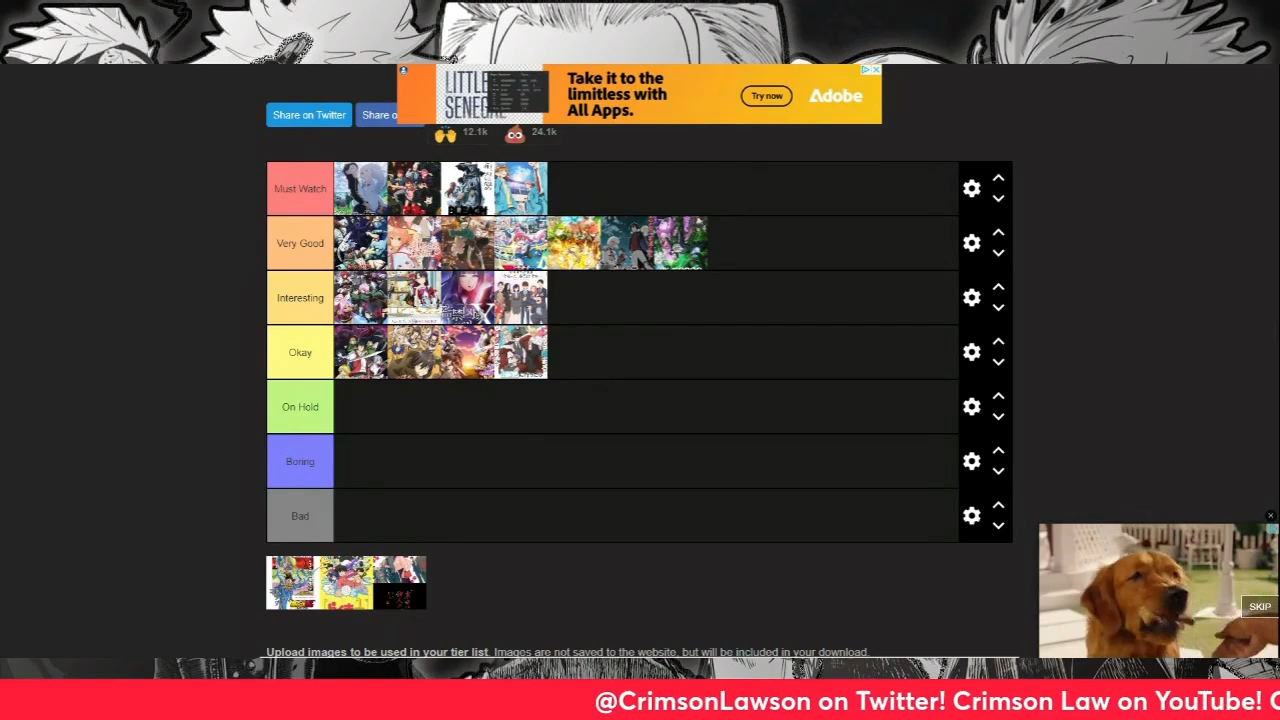 LITTLE
SENEGAL
Take it to the
limitless with
All Apps.
Try now
Adobe
Share on Twitter
Share o
12.1k
24.1k
Must Watch
BLEACH
Very Good
Interesting
Okay
On Hold
Boring
Bad
SKIP
Upload images to be used in your tier list. Images are not saved to the website, but will be included in your download.
@CrimsonLawson on Twitter! Crimson Law on YouTube! C